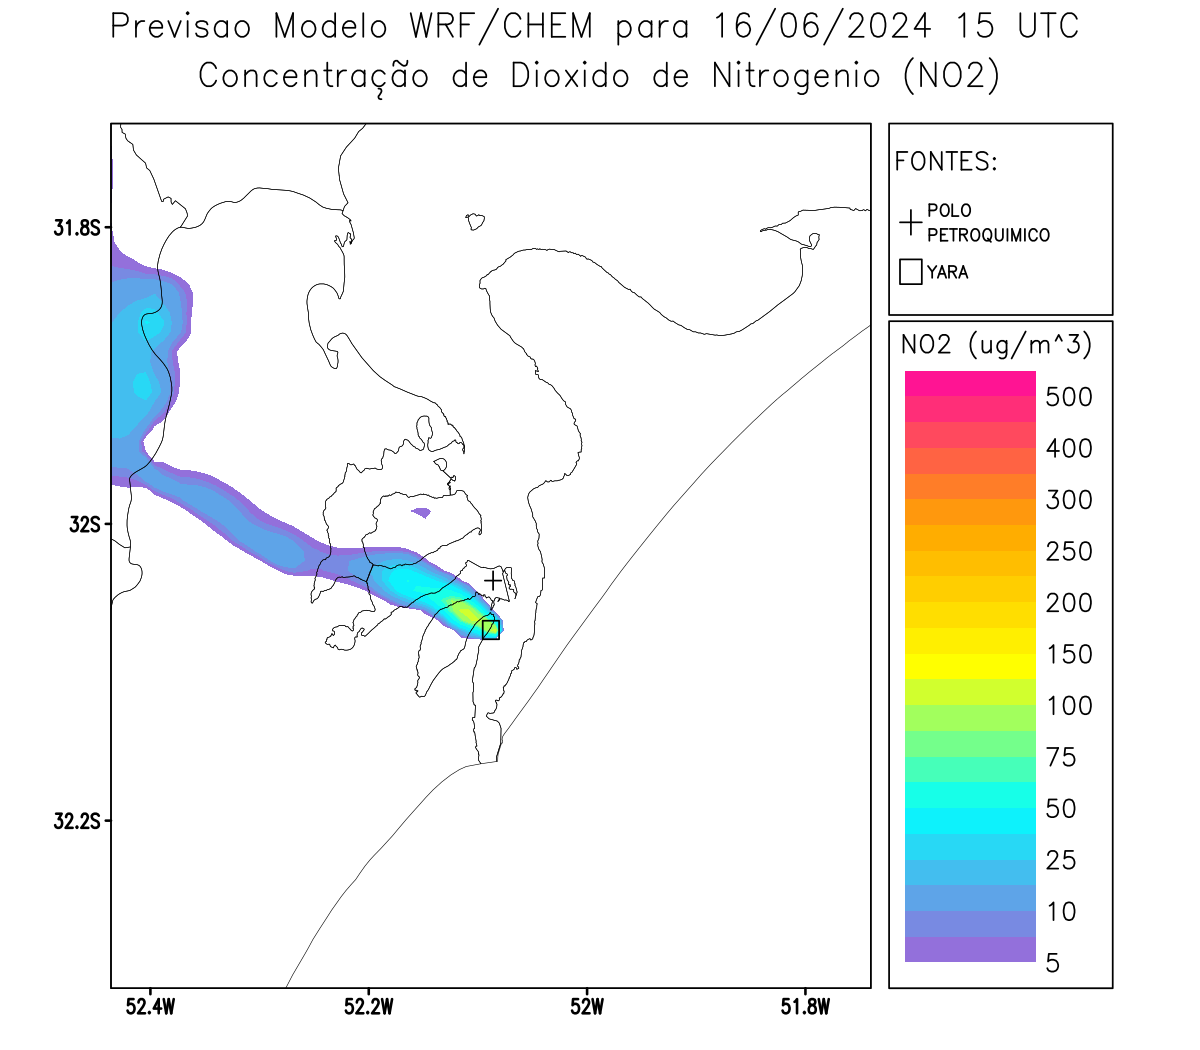 Previsao Modelo WRF/CHEM para 16/06/2024 15 UTC
Concentração de Dioxido de Nitrogenio (NO2)
FONTES:
POLO
PETROQUIMICO
YARA
NO2 (ug/m^3)
500
400
300
250
200
150
100
75
50
25
10
5
31.8S
32S
32.2S
52.4W
52.2W
52W
51.8W